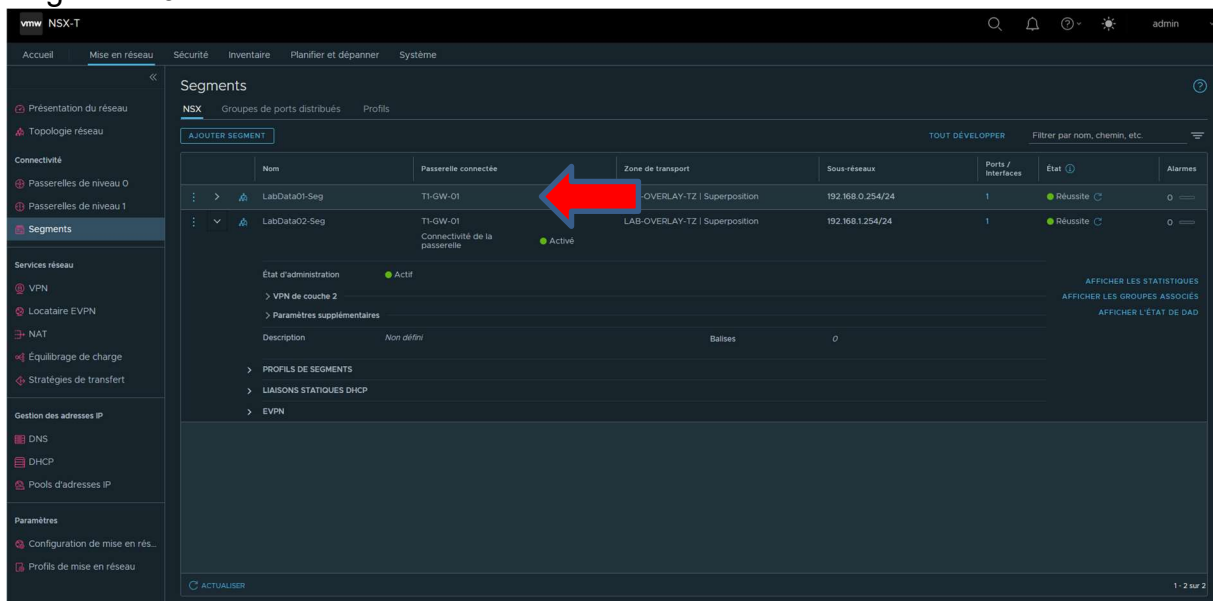 vmw NSX-T
admin
Accueil Mise en réseau Sécurité Inventaire Planifier et dépanner Système
Présentation du réseau
Topologie réseau
Connectivité
Passerelles de niveau 0
Passerelles de niveau 1
Segments
Services réseau
VPN
Locataire EVPN
NAT
Équilibrage de charge
Stratégies de transfert
Gestion des adresses IP
DNS
DHCP
Pools d'adresses IP
Paramètres
Configuration de mise en rés...
Profils de mise en réseau
Segments
NSX Groupes de ports distribués Profils
AJOUTER SEGMENT TOUT DÉVELOPPER Filtrer par nom, chemin, etc.
Nom Passerelle connectée Zone de transport Sous-réseaux Ports / Interfaces État Alarmes
LabData01-Seg T1-GW-01 -OVERLAY-TZ | Superposition 192.168.0.254/24 1 Réussite 0
LabData02-Seg T1-GW-01 LAB-OVERLAY-TZ | Superposition 192.168.1.254/24 1 Réussite 0
Connectivité de la passerelle Activé
État d'administration Actif
AFFICHER LES STATISTIQUES
> VPN de couche 2
AFFICHER LES GROUPES ASSOCIÉS
> Paramètres supplémentaires
AFFICHER L'ÉTAT DE DAD
Description Non défini Balises 0
> PROFILS DE SEGMENTS
> LIAISONS STATIQUES DHCP
> EVPN
ACTUALISER 1 - 2 sur 2